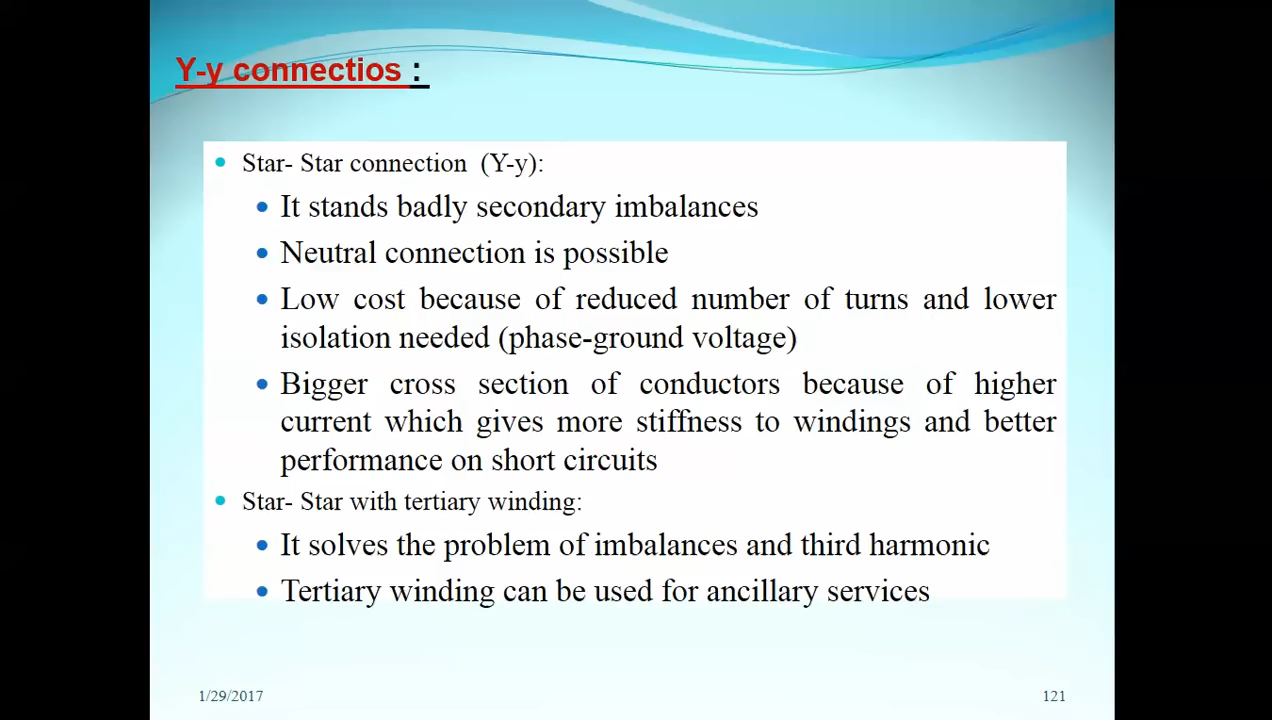 Y-y connectios :
• Star- Star connection (Y-y):
• It stands badly secondary imbalances
• Neutral connection is possible
• Low cost because of reduced number of turns and lower
isolation needed (phase-ground voltage)
• Bigger cross section of conductors because of higher
current which gives more stiffness to windings and better
performance on short circuits
• Star- Star with tertiary winding:
• It solves the problem of imbalances and third harmonic
• Tertiary winding can be used for ancillary services
1/29/2017
121